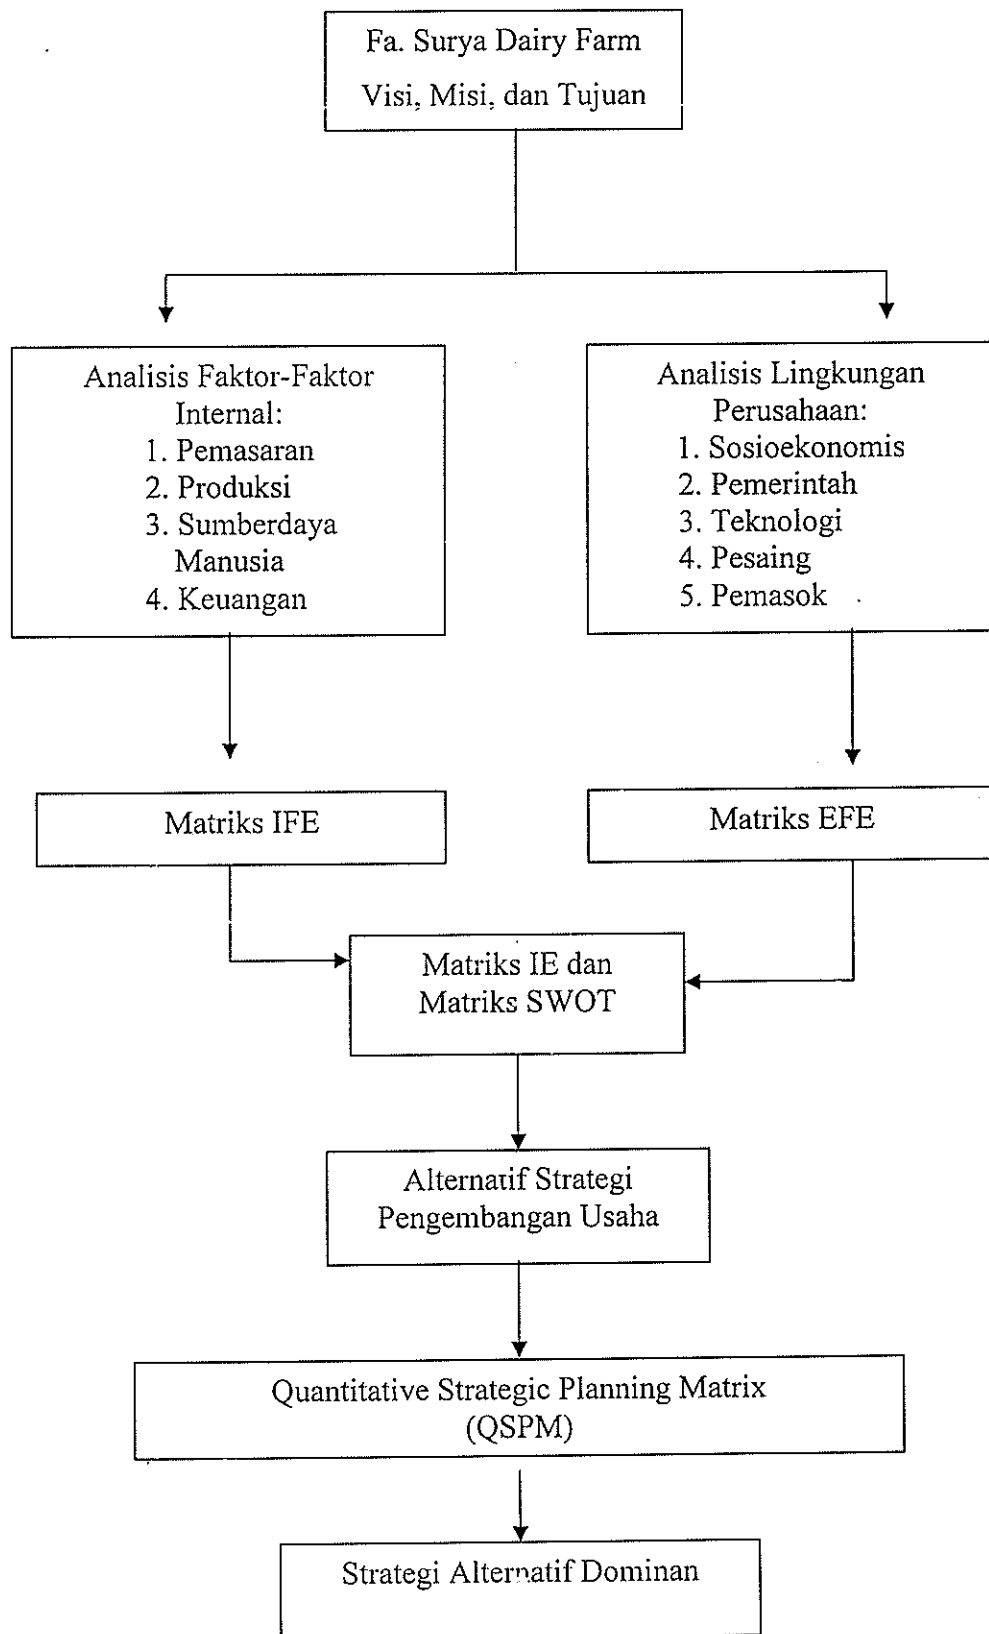 Fa. Surya Dairy Farm
Visi, Misi, dan Tujuan
Analisis Faktor-Faktor
Internal:
1. Pemasaran
2. Produksi
3. Sumberdaya
Manusia
4. Keuangan
Analisis Lingkungan
Perusahaan:
1. Sosioekonomis
2. Pemerintah
3. Teknologi
4. Pesaing
5. Pemasok
Matriks IFE
Matriks EFE
Matriks IE dan
Matriks SWOT
Alternatif Strategi
Pengembangan Usaha
Quantitative Strategic Planning Matrix
(QSPM)
Strategi Alternatif Dominan